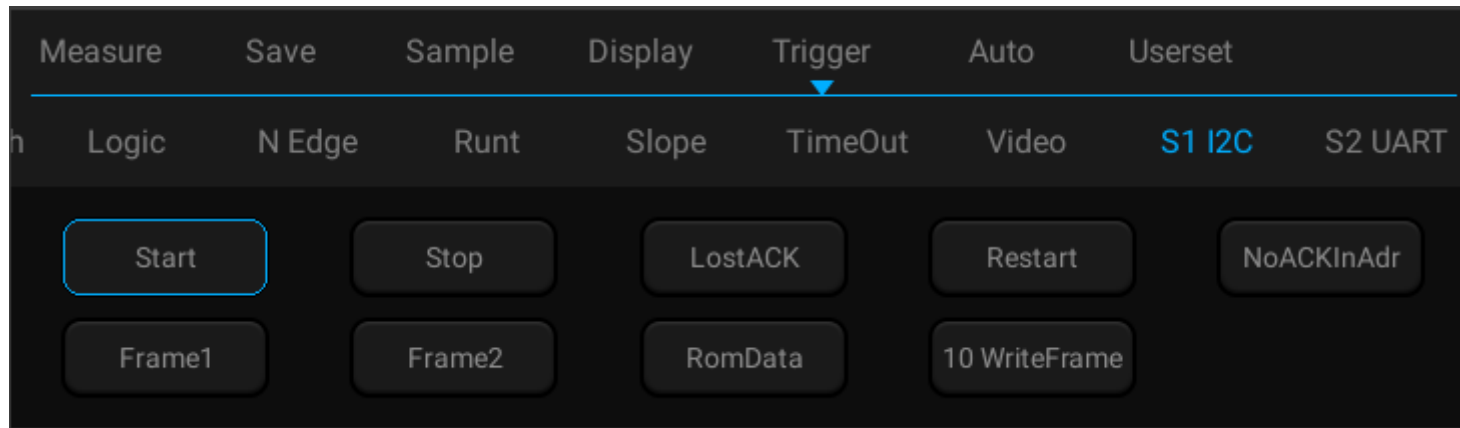 Measure Save Sample Display Trigger Auto Userset
h Logic N Edge Runt Slope TimeOut Video S1 I2C S2 UART
Start Stop LostACK Restart NoACKInAdr
Frame1 Frame2 RomData 10 WriteFrame